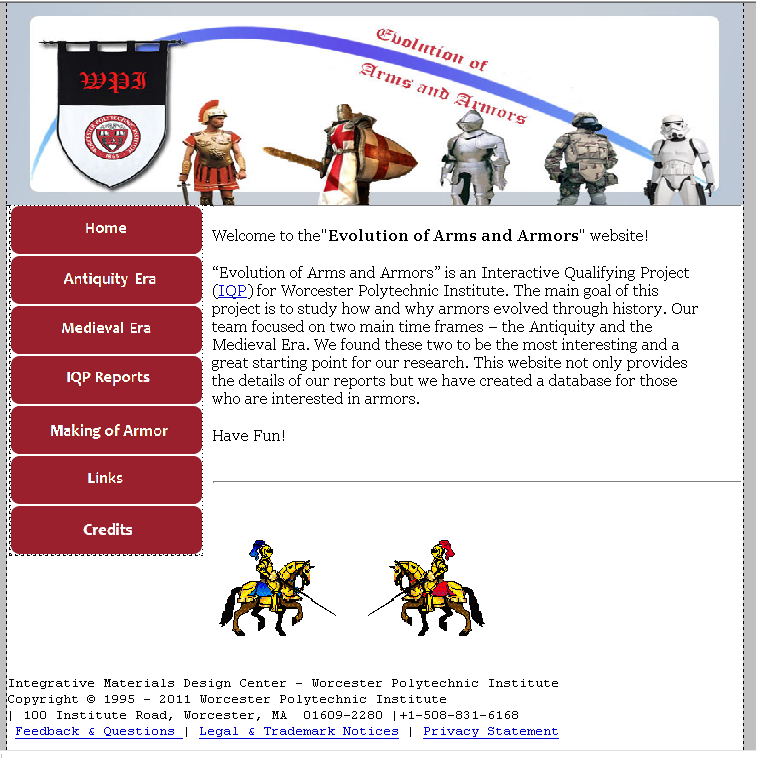 Evolution of
Arms and Armors
WPI
WORCESTER POLYTECHNIC INSTITUTE
1865
Home
Antiquity Era
Medieval Era
IQP Reports
Making of Armor
Links
Credits
Welcome to the"Evolution of Arms and Armors" website!
“Evolution of Arms and Armors” is an Interactive Qualifying Project
(IQP) for Worcester Polytechnic Institute. The main goal of this
project is to study how and why armors evolved through history. Our
team focused on two main time frames – the Antiquity and the
Medieval Era. We found these two to be the most interesting and a
great starting point for our research. This website not only provides
the details of our reports but we have created a database for those
who are interested in armors.
Have Fun!
Integrative Materials Design Center - Worcester Polytechnic Institute
Copyright © 1995 - 2011 Worcester Polytechnic Institute
| 100 Institute Road, Worcester, MA  01609-2280 |+1-508-831-6168
Feedback & Questions | Legal & Trademark Notices | Privacy Statement